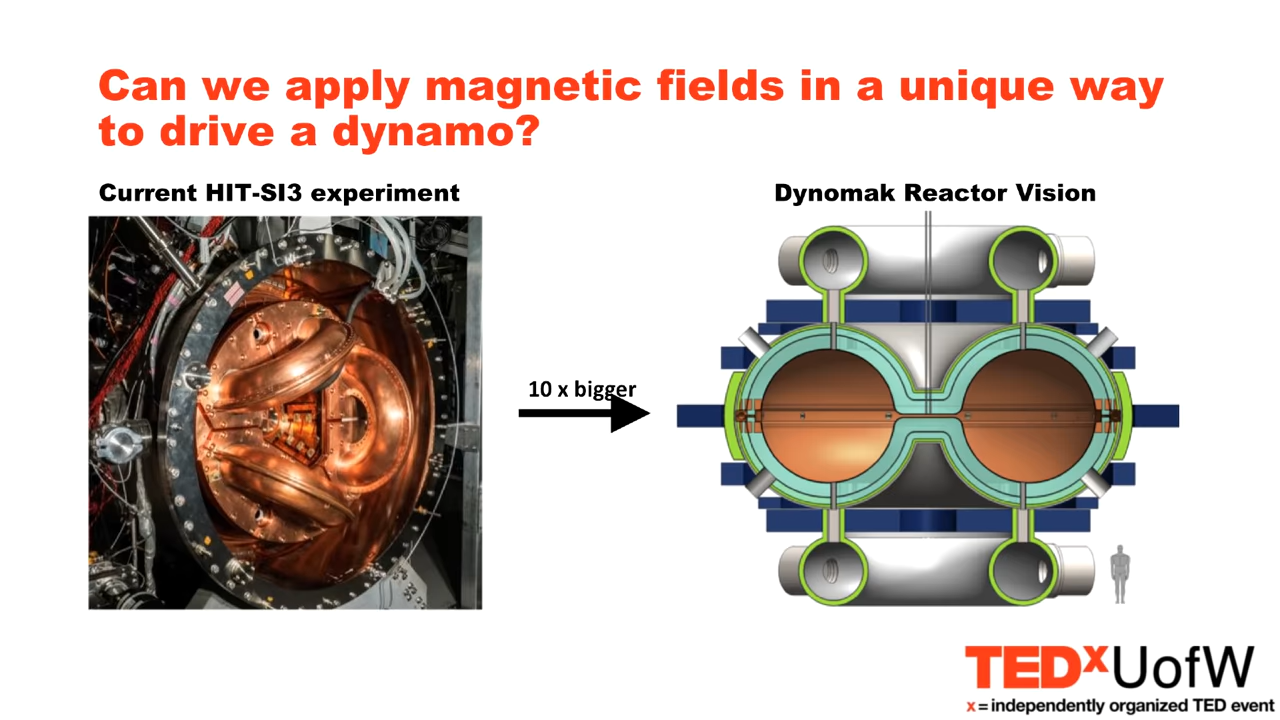 Can we apply magnetic fields in a unique way
to drive a dynamo?
Current HIT-SI3 experiment
Dynomak Reactor Vision
10 x bigger
TEDxUofW
x = independently organized TED event